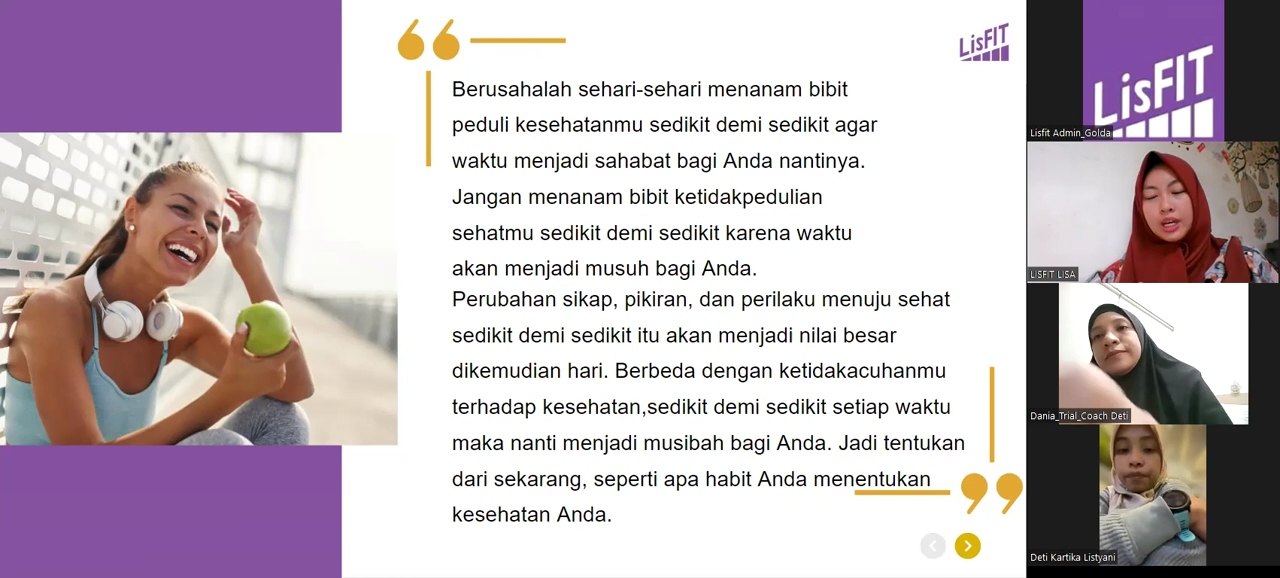 Berusahalah sehari-sehari menanam bibit
peduli kesehatanmu sedikit demi sedikit agar
waktu menjadi sahabat bagi Anda nantinya.
Jangan menanam bibit ketidakpedulian
sehatmu sedikit demi sedikit karena waktu
akan menjadi musuh bagi Anda.
Perubahan sikap, pikiran, dan perilaku menuju sehat
sedikit demi sedikit itu akan menjadi nilai besar
dikemudian hari. Berbeda dengan ketidakacuhanmu
terhadap kesehatan,sedikit demi sedikit setiap waktu
maka nanti menjadi musibah bagi Anda. Jadi tentukan
dari sekarang, seperti apa habit Anda menentukan
kesehatan Anda.
LisFIT
LisFIT
Lisfit Admin_Golda
LISFIT LISA
Dania_Trial_Coach Deti
Deti Kartika Listyani